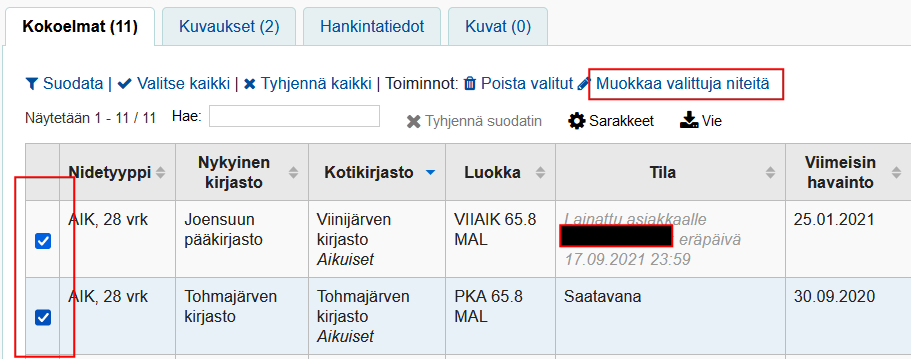 Kokoelmat (11) Kuvaukset (2) Hankintatiedot Kuvat (0)
Suodata | Valitse kaikki | Tyhjennä kaikki | Toiminnot: Poista valitut Muokkaa valittuja niteitä
Näytetään 1 - 11 / 11 Hae: Tyhjennä suodatin Sarakkeet Vie
Nidetyyppi Nykyinen kirjasto Kotikirjasto Luokka Tila Viimeisin havainto
AIK, 28 vrk Joensuun Viinijärven VIIAIK 65.8 Lainattu asiakkaalle 25.01.2021
pääkirjasto kirjasto MAL eräpäivä
Aikuiset 17.09.2021 23:59
AIK, 28 vrk Tohmajärven Tohmajärven PKA 65.8 Saatavana 30.09.2020
kirjasto kirjasto MAL
Aikuiset